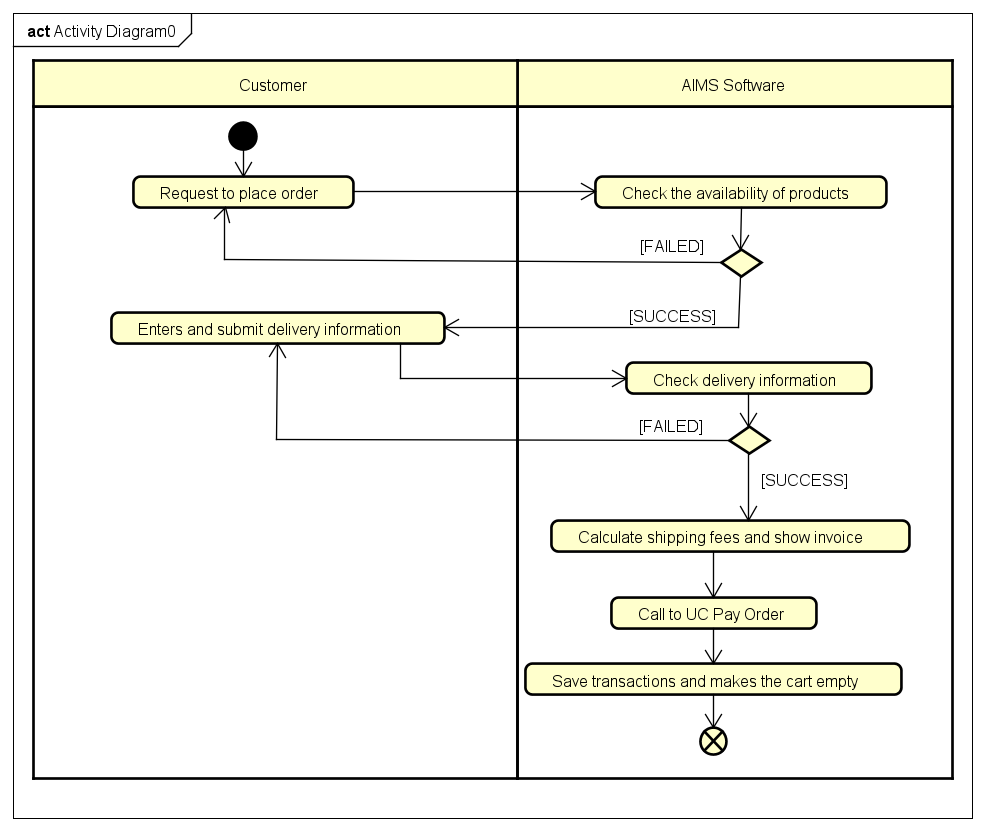 act Activity Diagram0
Customer
AIMS Software
Request to place order
Check the availability of products
[FAILED]
[SUCCESS]
Enters and submit delivery information
Check delivery information
[FAILED]
[SUCCESS]
Calculate shipping fees and show invoice
Call to UC Pay Order
Save transactions and makes the cart empty